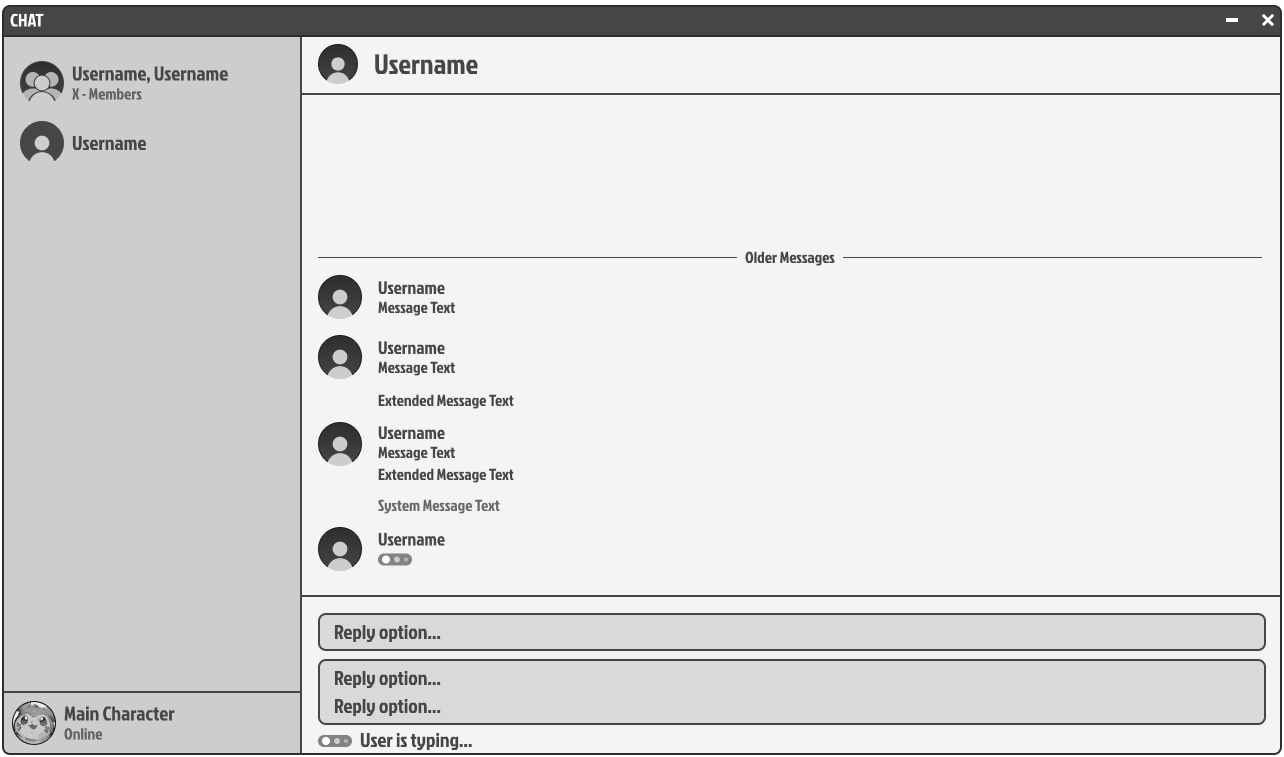 CHAT
Username, Username
X - Members
Username
Main Character
Online
Username
Older Messages
Username
Message Text
Username
Message Text
Extended Message Text
Username
Message Text
Extended Message Text
System Message Text
Username
Reply option...
Reply option...
Reply option...
User is typing...